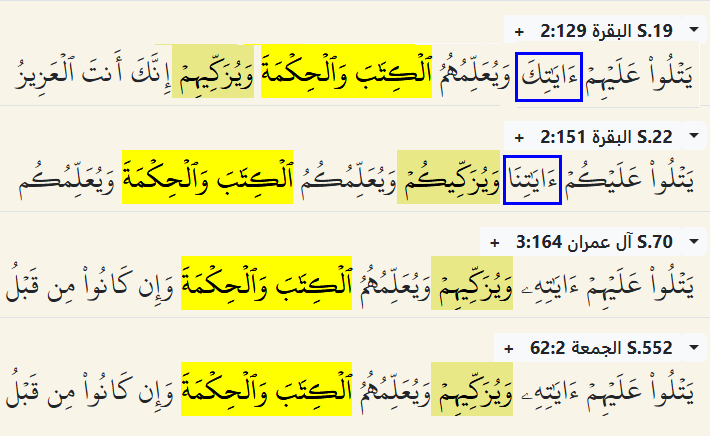 S.19 البقرة 2:129 +
يَتْلُوا۟ عَلَيْهِمْ ءَايَـٰتِكَ وَيُعَلِّمُهُمُ ٱلْكِتَـٰبَ وَٱلْحِكْمَةَ وَيُزَكِّيهِمْ إِنَّكَ أَنتَ ٱلْعَزِيزُ
S.22 البقرة 2:151 +
يَتْلُوا۟ عَلَيْكُمْ ءَايَـٰتِنَا وَيُزَكِّيكُمْ وَيُعَلِّمُكُمُ ٱلْكِتَـٰبَ وَٱلْحِكْمَةَ وَيُعَلِّمُكُم
S.70 آل عمران 3:164 +
يَتْلُوا۟ عَلَيْهِمْ ءَايَـٰتِهِۦ وَيُزَكِّيهِمْ وَيُعَلِّمُهُمُ ٱلْكِتَـٰبَ وَٱلْحِكْمَةَ وَإِن كَانُوا۟ مِن قَبْلُ
S.552 الجمعة 62:2 +
يَتْلُوا۟ عَلَيْهِمْ ءَايَـٰتِهِۦ وَيُزَكِّيهِمْ وَيُعَلِّمُهُمُ ٱلْكِتَـٰبَ وَٱلْحِكْمَةَ وَإِن كَانُوا۟ مِن قَبْلُ